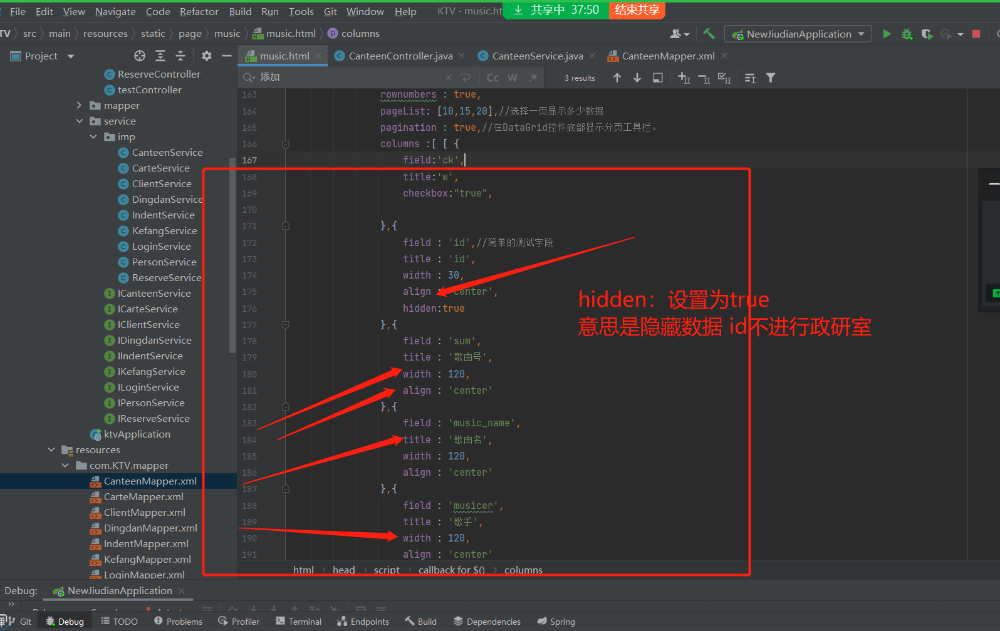 File Edit View Navigate Code Refactor Build Run Tools Git Window Help KTV - music.ht 共享中 37:50 结束共享
TV src main resources static page music music.html columns NewJiudianApplication
Project music.html CanteenController.java CanteenService.java CanteenMapper.xml
添加 Cc W .* 3 results
ReserveController
testController
mapper
service
imp
CanteenService
CarteService
ClientService
DingdanService
IndentService
KefangService
LoginService
PersonService
ReserveService
ICanteenService
ICarteService
IClientService
IDingdanService
IIndentService
IKefangService
ILoginService
IPersonService
IReserveService
ktvApplication
resources
com.KTV.mapper
CanteenMapper.xml
CarteMapper.xml
ClientMapper.xml
DingdanMapper.xml
IndentMapper.xml
KefangMapper.xml
LoginMapper.xml
163 rownumbers : true,
164 pageList: [10,15,20],//选择一页显示多少数据
165 pagination : true,//在DataGrid控件底部显示分页工具栏。
166 columns :[ [ {
167 field:'ck',
168 title:'w',
169 checkbox:"true",
170
171 },{
172 field : 'id',//简单的测试字段
173 title : 'id',
174 width : 30,
175 align : 'center',
176 hidden:true
177 },{
178 field : 'sum',
179 title : '歌曲号',
180 width : 120,
181 align : 'center'
182 },{
183 field : 'music_name',
184 title : '歌曲名',
185 width : 120,
186 align : 'center'
187 },{
188 field : 'musicer',
189 title : '歌手',
190 width : 120,
191 align : 'center'
hidden：设置为true
意思是隐藏数据 id不进行政研室
html head script callback for $() columns
Debug: NewJiudianApplication
Git Debug TODO Problems Profiler Terminal Endpoints Build Dependencies Spring